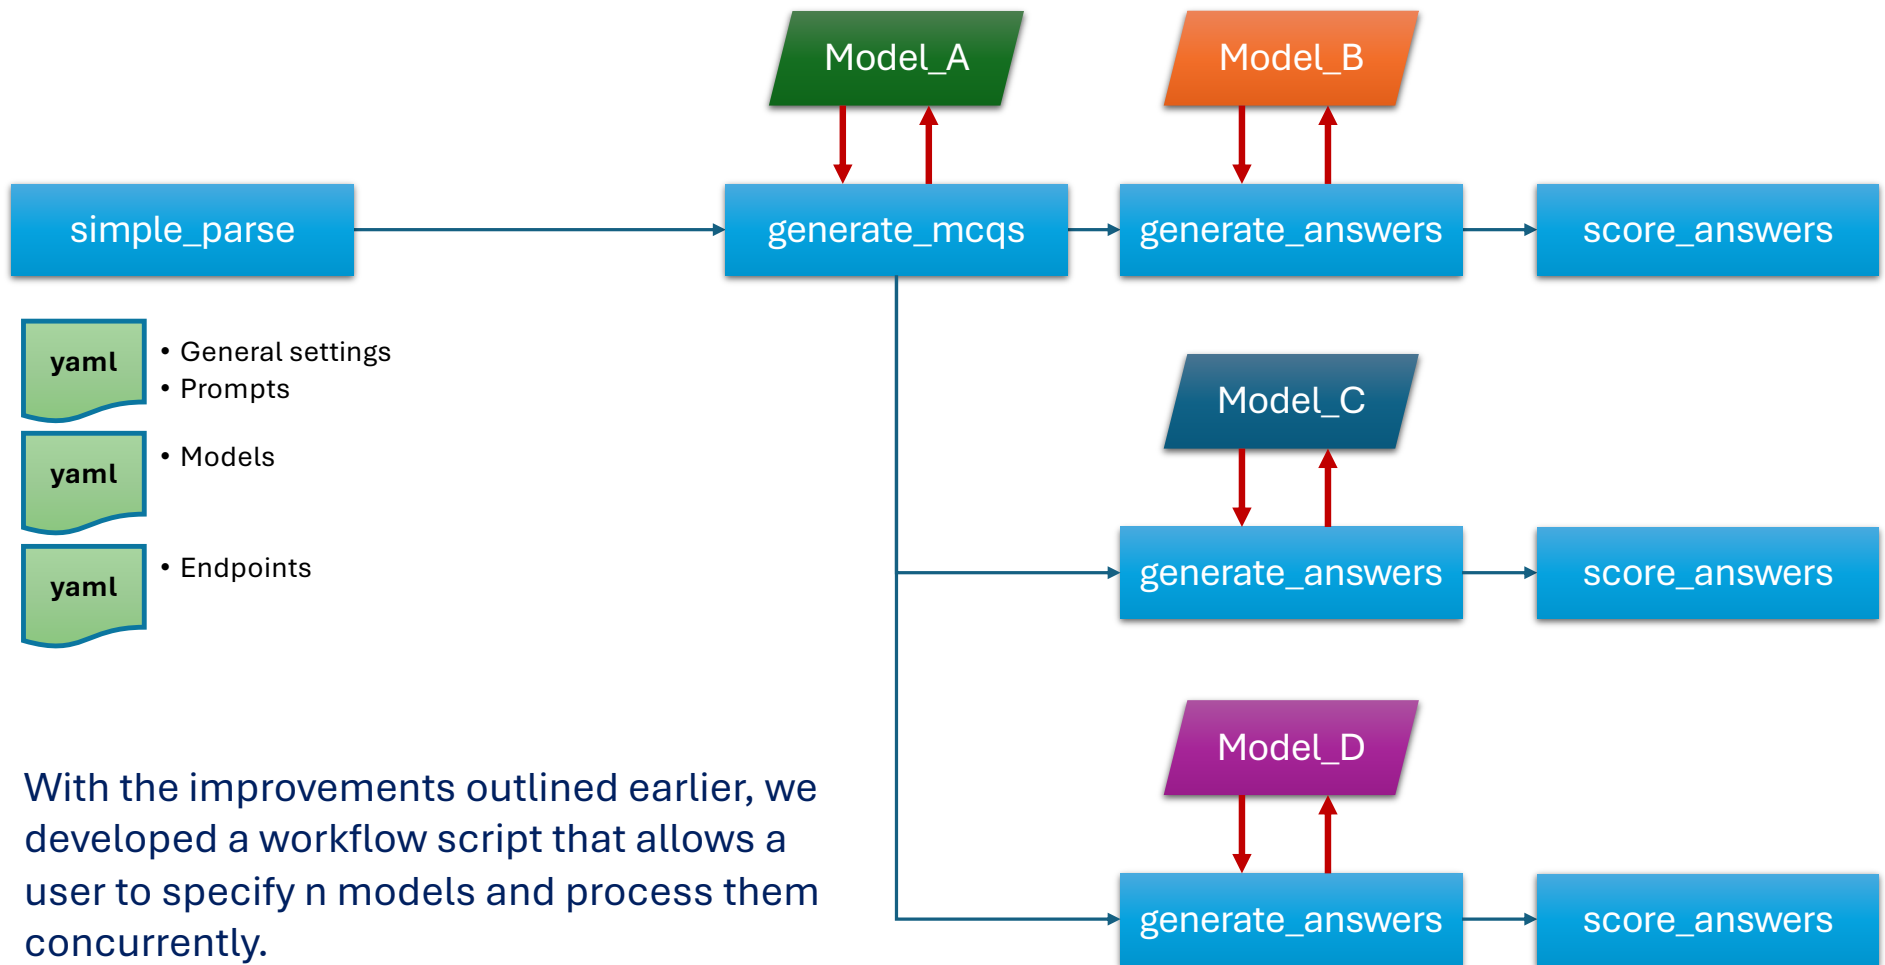 Model_A
Model_B
simple_parse
generate_mcqs
generate_answers
score_answers
yaml
• General settings
• Prompts
yaml
• Models
yaml
• Endpoints
Model_C
generate_answers
score_answers
Model_D
generate_answers
score_answers
With the improvements outlined earlier, we
developed a workflow script that allows a
user to specify n models and process them
concurrently.